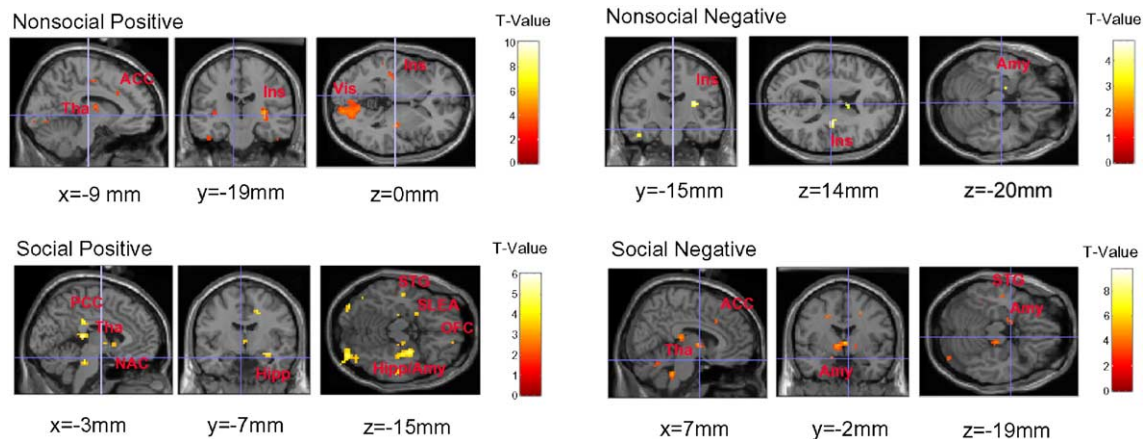 Nonsocial Positive
T-Value
ACC
Tha
Ins
Vis
Ins
10
8
6
4
2
0
x=-9 mm
y=-19mm
z=0mm
Nonsocial Negative
T-Value
Ins
Ins
Amy
4
3
2
1
0
y=-15mm
z=14mm
z=-20mm
Social Positive
T-Value
PCC
Tha
NAC
Hipp
STG
SLEA
OFC
Hipp/Amy
6
5
4
3
2
1
0
x=-3mm
y=-7mm
z=-15mm
Social Negative
T-Value
ACC
Tha
Amy
STG
Amy
8
6
4
2
0
x=7mm
y=-2mm
z=-19mm